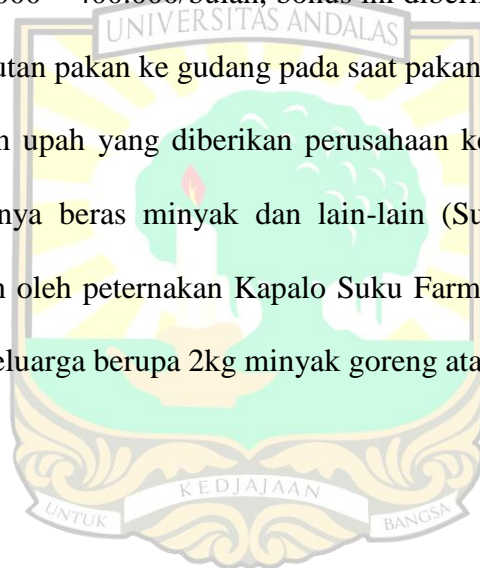 000 – 400.000/bulan, bonus ini diberi
UNIVERSITAS ANDALAS
utan pakan ke gudang pada saat pakan
n upah yang diberikan perusahaan ke
nya beras minyak dan lain-lain (Su
n oleh peternakan Kapalo Suku Farm
eluarga berupa 2kg minyak goreng ata
KEDJAJAAN
UNTUK BANGSA